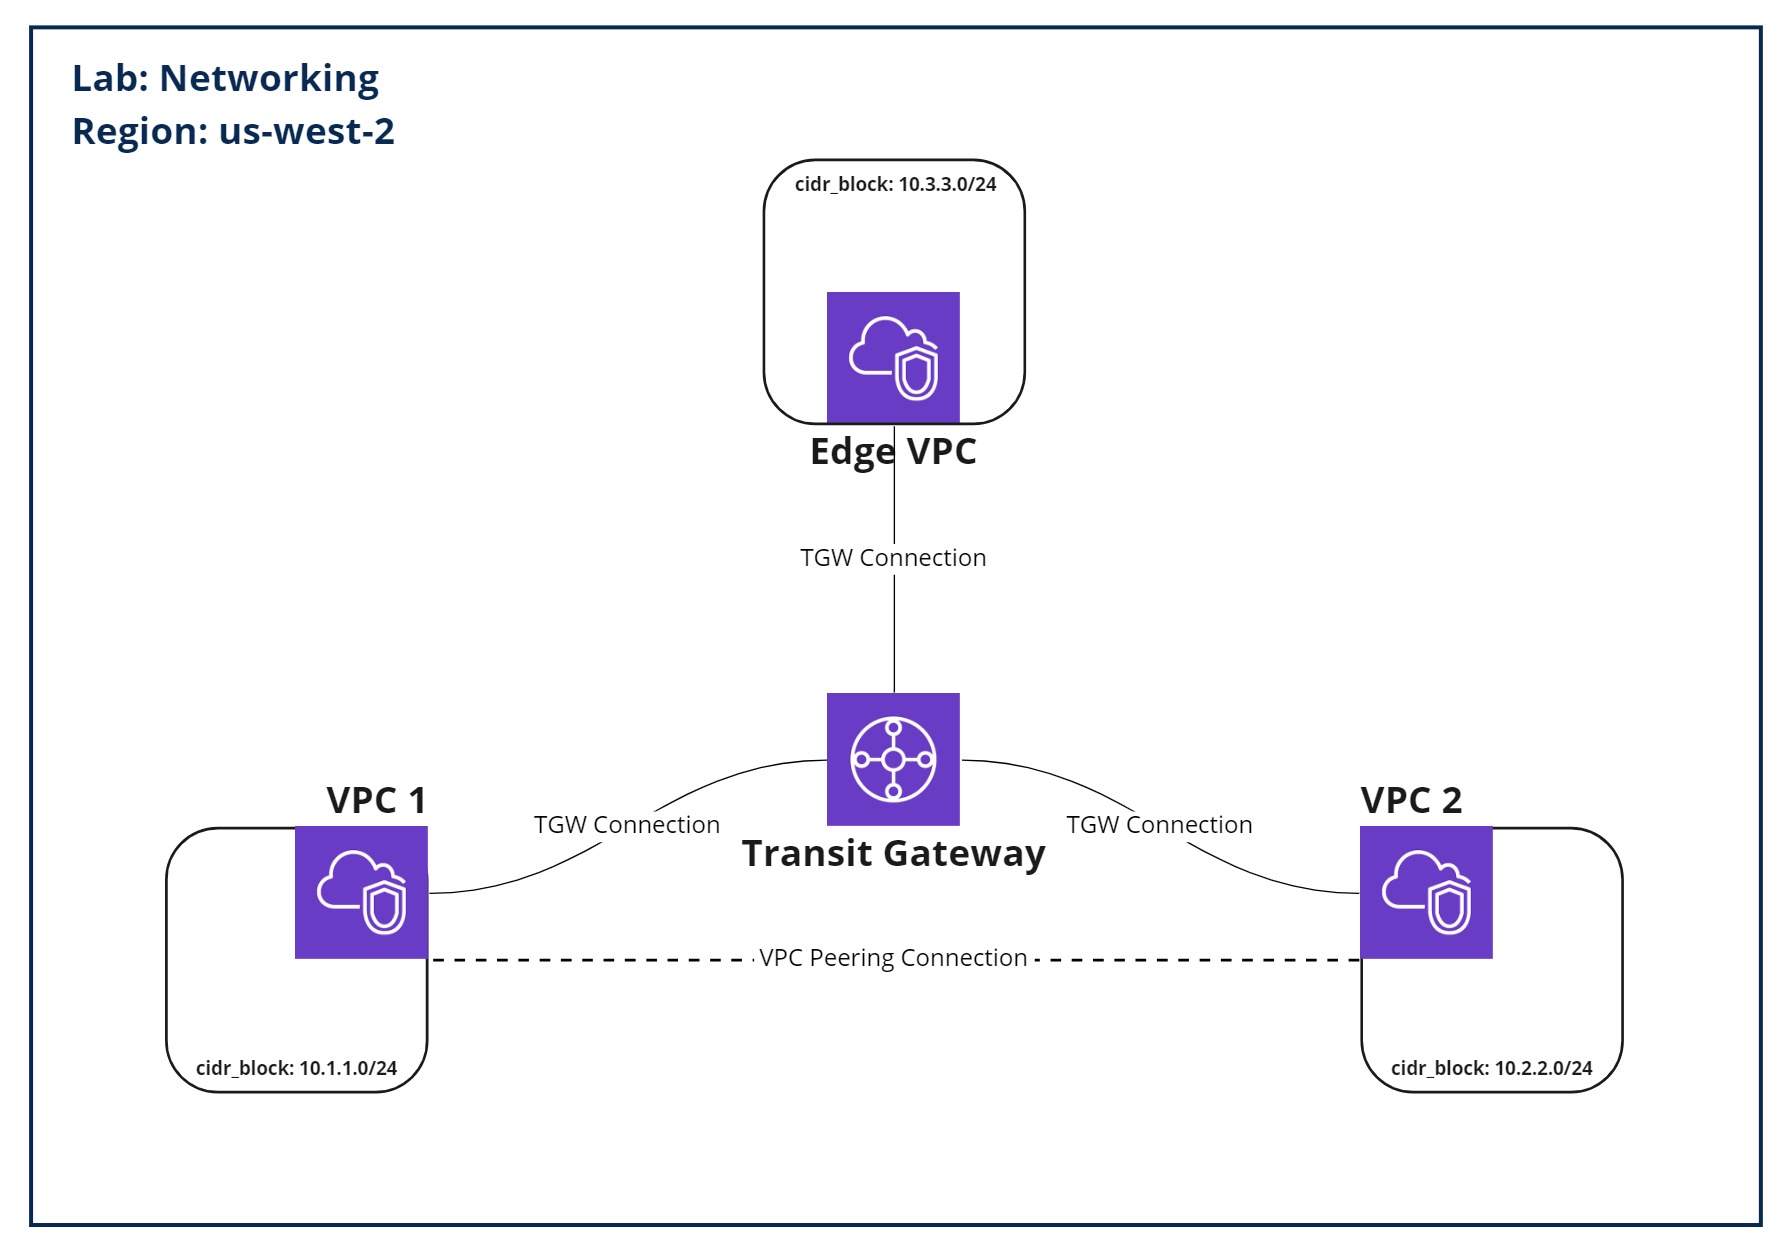 Lab: Networking
Region: us-west-2
cidr_block: 10.3.3.0/24
Edge VPC
TGW Connection
VPC 1
VPC 2
TGW Connection
TGW Connection
Transit Gateway
VPC Peering Connection
cidr_block: 10.1.1.0/24
cidr_block: 10.2.2.0/24